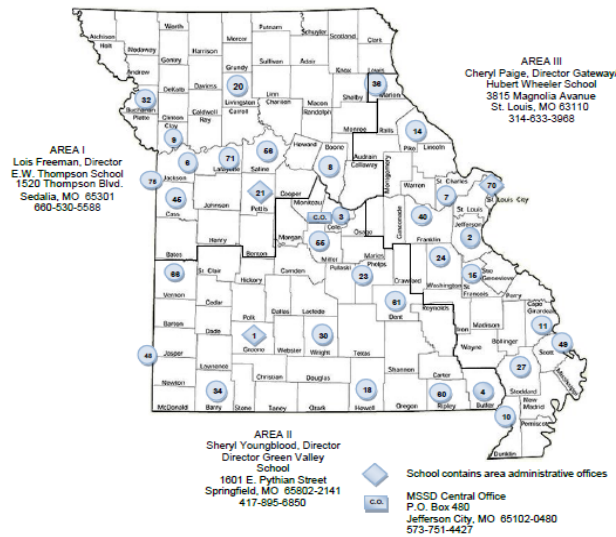 Putnam
Schuyler
Scotland
Clark
Worth
Mercer
Atchison
Holt
Nodaway
Harrison
Gentry
Sullivan
Adair
Knox
Lewis
Andrew
Grundy
DeKalb
Daviess
Linn
Macon
Shelby
Marion
20
36
32
Buchanan
Clinton
Caldwell
Livingston
Chariton
Randolph
Platte
Ray
Carroll
Monroe
Ralls
Clay
AREA III
Cheryl Paige, Director Gateway/
Hubert Wheeler School
3815 Magnolia Avenue
St. Louis, MO 63110
314-633-3968
AREA I
Lois Freeman, Director
E.W. Thompson School
1520 Thompson Blvd.
Sedalia, MO 65301
660-530-5588
9
6
71
58
Howard
Boone
Audrain
Callaway
Pike
Lincoln
14
Montgomery
Warren
St. Charles
70
St. Louis City
Jackson
Lafayette
Saline
8
75
45
21
Cooper
Moniteau
Cass
Johnson
Pettis
C.O.
3
Cole
Osage
Gasconade
40
7
St. Louis
Jefferson
2
Franklin
Henry
Benson
Morgan
55
Miller
Maries
Bates
66
St. Clair
Hickory
Camden
Pulaski
Phelps
23
Crawford
24
Washington
15
Ste
Genevieve
St
Francois
Perry
Vernon
Cedar
61
Dent
Reynolds
Iron
Madison
Cape
Girardeau
11
Barton
Dade
Polk
Dallas
Laclede
Wayne
Bollinger
49
Scott
1
30
Greene
Webster
Wright
Texas
Jasper
Lawrence
Christian
Douglas
Shannon
Carter
27
Stoddard
Mississippi
Newton
34
18
60
4
New
Madrid
McDonald
Barry
Stone
Taney
Ozark
Howell
Oregon
Ripley
Butler
10
Pemiscot
Dunklin
AREA II
Sheryl Youngblood, Director
Director Green Valley
School
1601 E. Pythian Street
Springfield, MO 65802-2141
417-895-6850
School contains area administrative offices
C.O.
MSSD Central Office
P.O. Box 480
Jefferson City, MO 65102-0480
573-751-4427